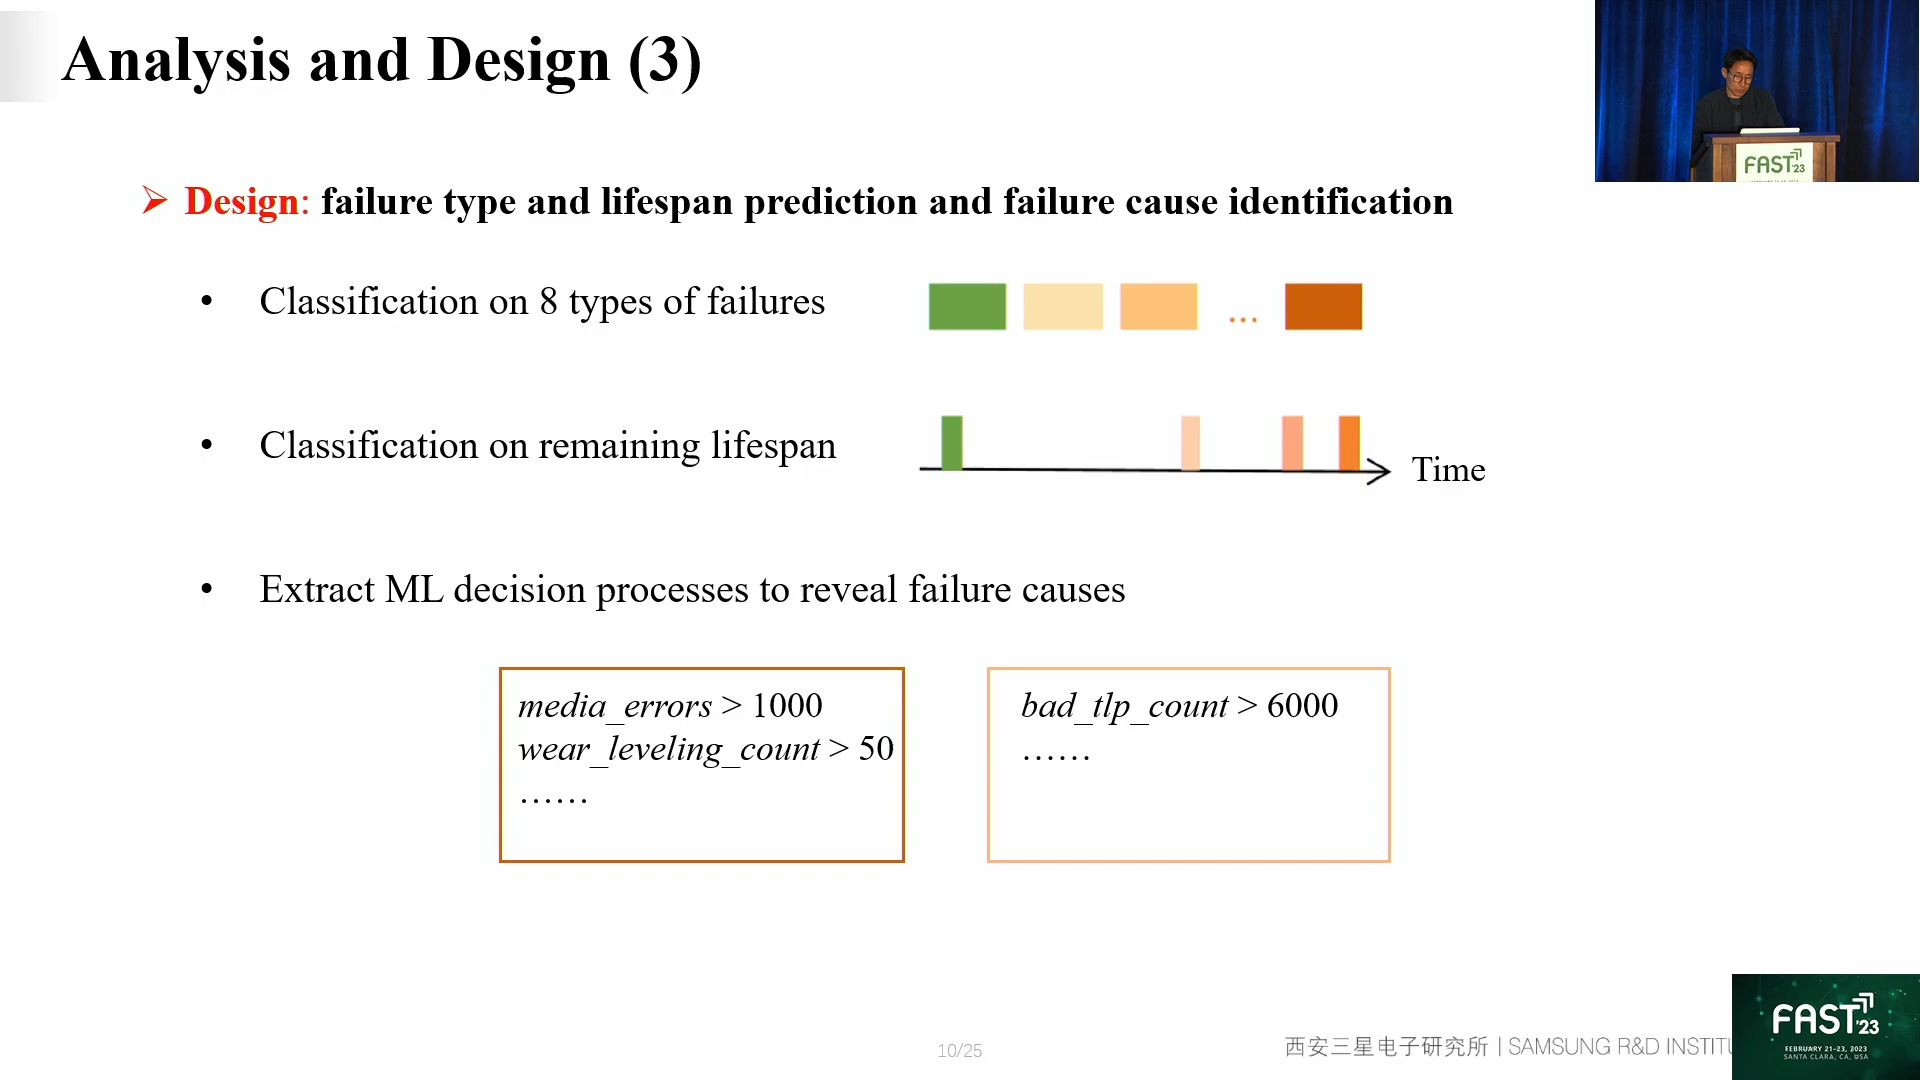 Analysis and Design (3)
FAST'23
➢ Design: failure type and lifespan prediction and failure cause identification
• Classification on 8 types of failures
...
• Classification on remaining lifespan
Time
• Extract ML decision processes to reveal failure causes
media_errors > 1000
wear_leveling_count > 50
……
bad_tlp_count > 6000
……
10/25
西安三星电子研究所 | SAMSUNG R&D INSTITU
FAST'23
FEBRUARY 21-23, 2023
SANTA CLARA, CA, USA